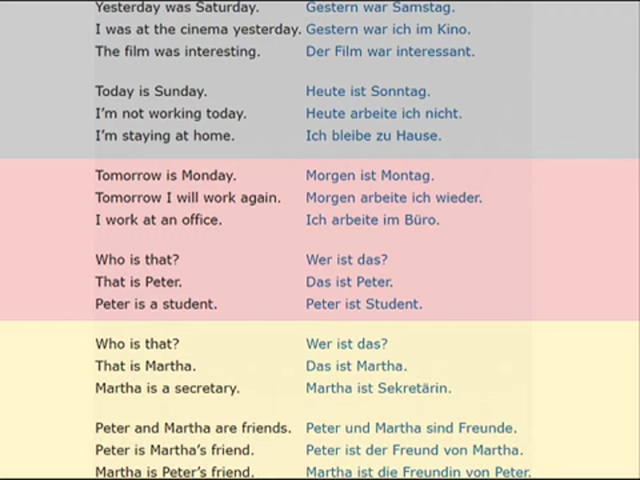 Yesterday was Saturday. Gestern war Samstag.
I was at the cinema yesterday. Gestern war ich im Kino.
The film was interesting. Der Film war interessant.
Today is Sunday. Heute ist Sonntag.
I'm not working today. Heute arbeite ich nicht.
I'm staying at home. Ich bleibe zu Hause.
Tomorrow is Monday. Morgen ist Montag.
Tomorrow I will work again. Morgen arbeite ich wieder.
I work at an office. Ich arbeite im Büro.
Who is that? Wer ist das?
That is Peter. Das ist Peter.
Peter is a student. Peter ist Student.
Who is that? Wer ist das?
That is Martha. Das ist Martha.
Martha is a secretary. Martha ist Sekretärin.
Peter and Martha are friends. Peter und Martha sind Freunde.
Peter is Martha's friend. Peter ist der Freund von Martha.
Martha is Peter's friend. Martha ist die Freundin von Peter.